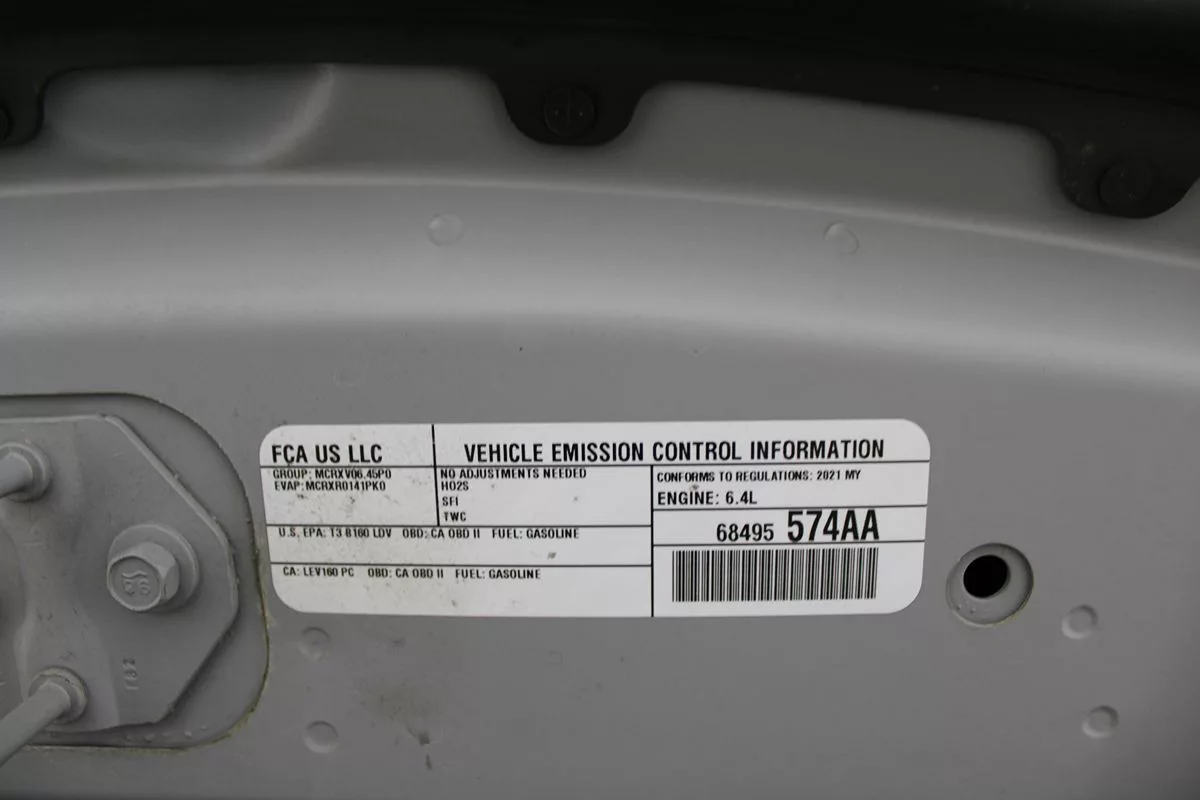 FCA US LLC
VEHICLE EMISSION CONTROL INFORMATION
GROUP: MCRXV06.45P0
EVAP: MCRXR0141PK0
NO ADJUSTMENTS NEEDED
HO2S
SFI
TWC
CONFORMS TO REGULATIONS: 2021 MY
ENGINE: 6.4L
68495 574AA
U.S. EPA: T3 B160 LDV OBD: CA OBD II FUEL: GASOLINE
CA: LEV160 PC OBD: CA OBD II FUEL: GASOLINE